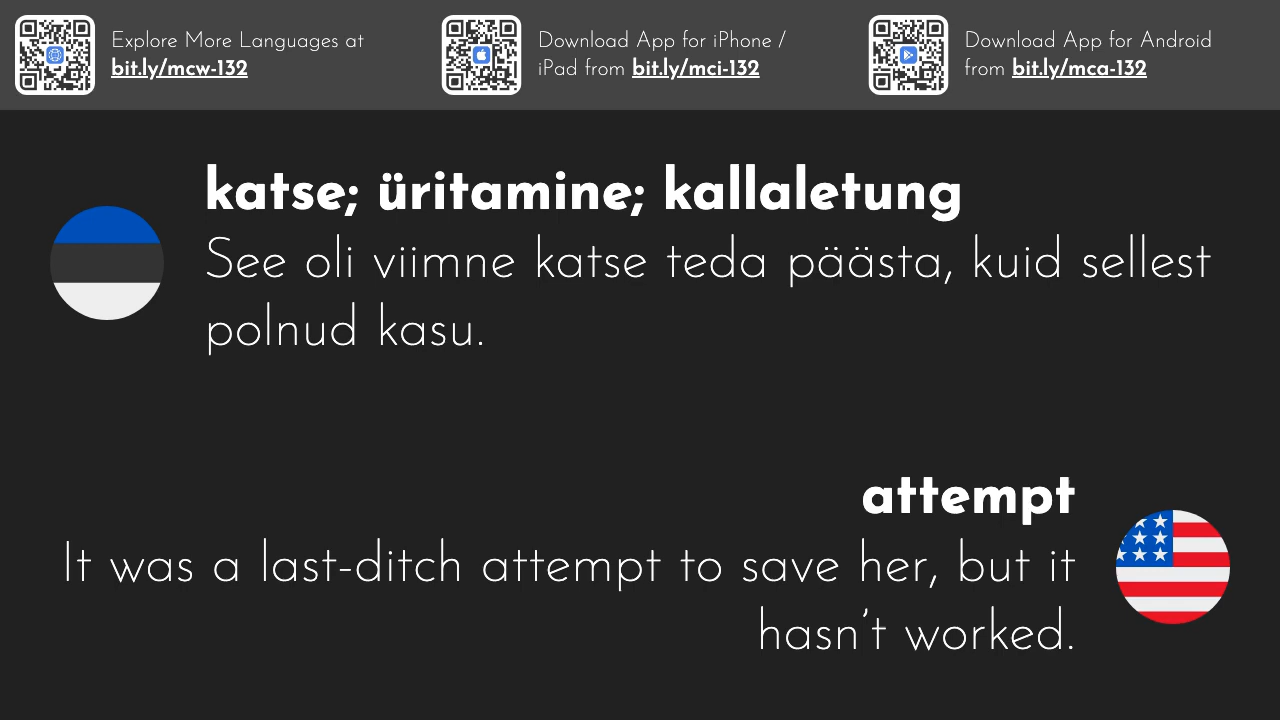 Explore More Languages at
bit.ly/mcw-132
Download App for iPhone /
iPad from bit.ly/mci-132
Download App for Android
from bit.ly/mca-132
katse; üritamine; kallaletung
See oli viimne katse teda päästa, kuid sellest
polnud kasu.
attempt
It was a last-ditch attempt to save her, but it
hasn’t worked.